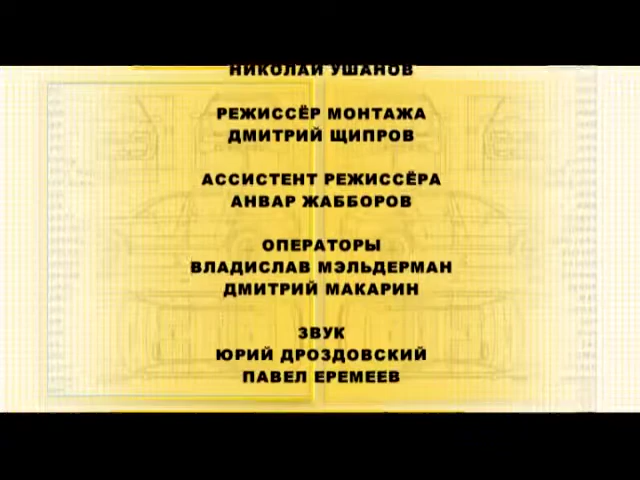 НИКОЛАЙ УШАНОВ
РЕЖИССЁР МОНТАЖА
ДМИТРИЙ ЩИПРОВ
АССИСТЕНТ РЕЖИССЁРА
АНВАР ЖАББОРОВ
ОПЕРАТОРЫ
ВЛАДИСЛАВ МЭЛЬДЕРМАН
ДМИТРИЙ МАКАРИН
ЗВУК
ЮРИЙ ДРОЗДОВСКИЙ
ПАВЕЛ ЕРЕМЕЕВ